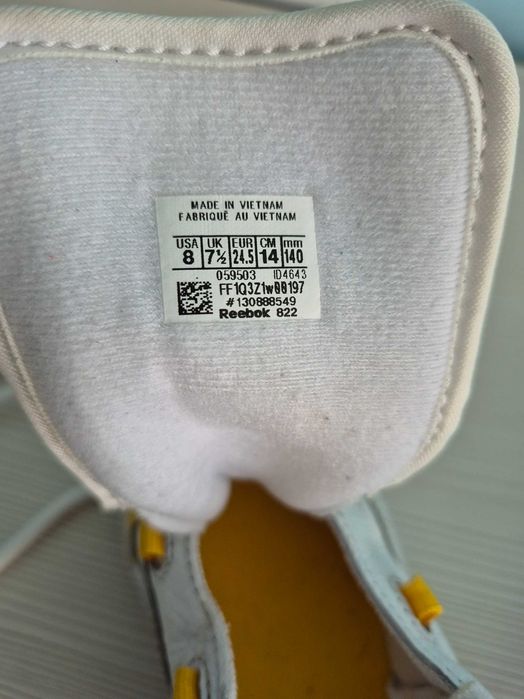 MADE IN VIETNAM
FABRIQUÉ AU VIETNAM
USA UK EUR CM mm
8 7½ 24.5 14 140
059503 ID4643
FF1Q3Z1w00197
#130888549
Reebok 822